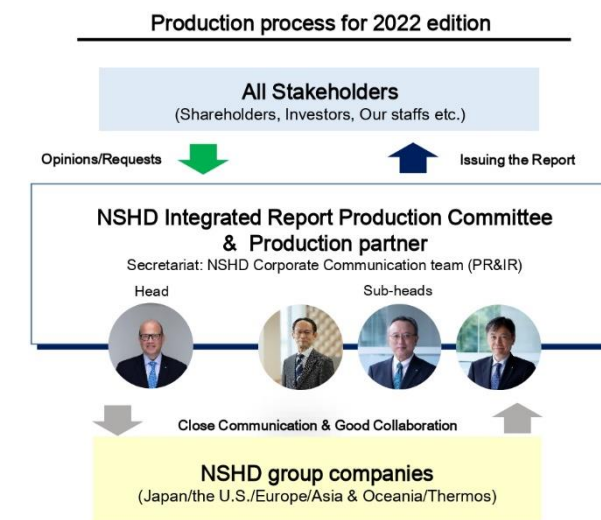 Production process for 2022 edition
All Stakeholders
(Shareholders, Investors, Our staffs etc.)
Opinions/Requests
Issuing the Report
NSHD Integrated Report Production Committee
& Production partner
Secretariat: NSHD Corporate Communication team (PR&IR)
Head
Sub-heads
Close Communication & Good Collaboration
NSHD group companies
(Japan/the U.S./Europe/Asia & Oceania/Thermos)